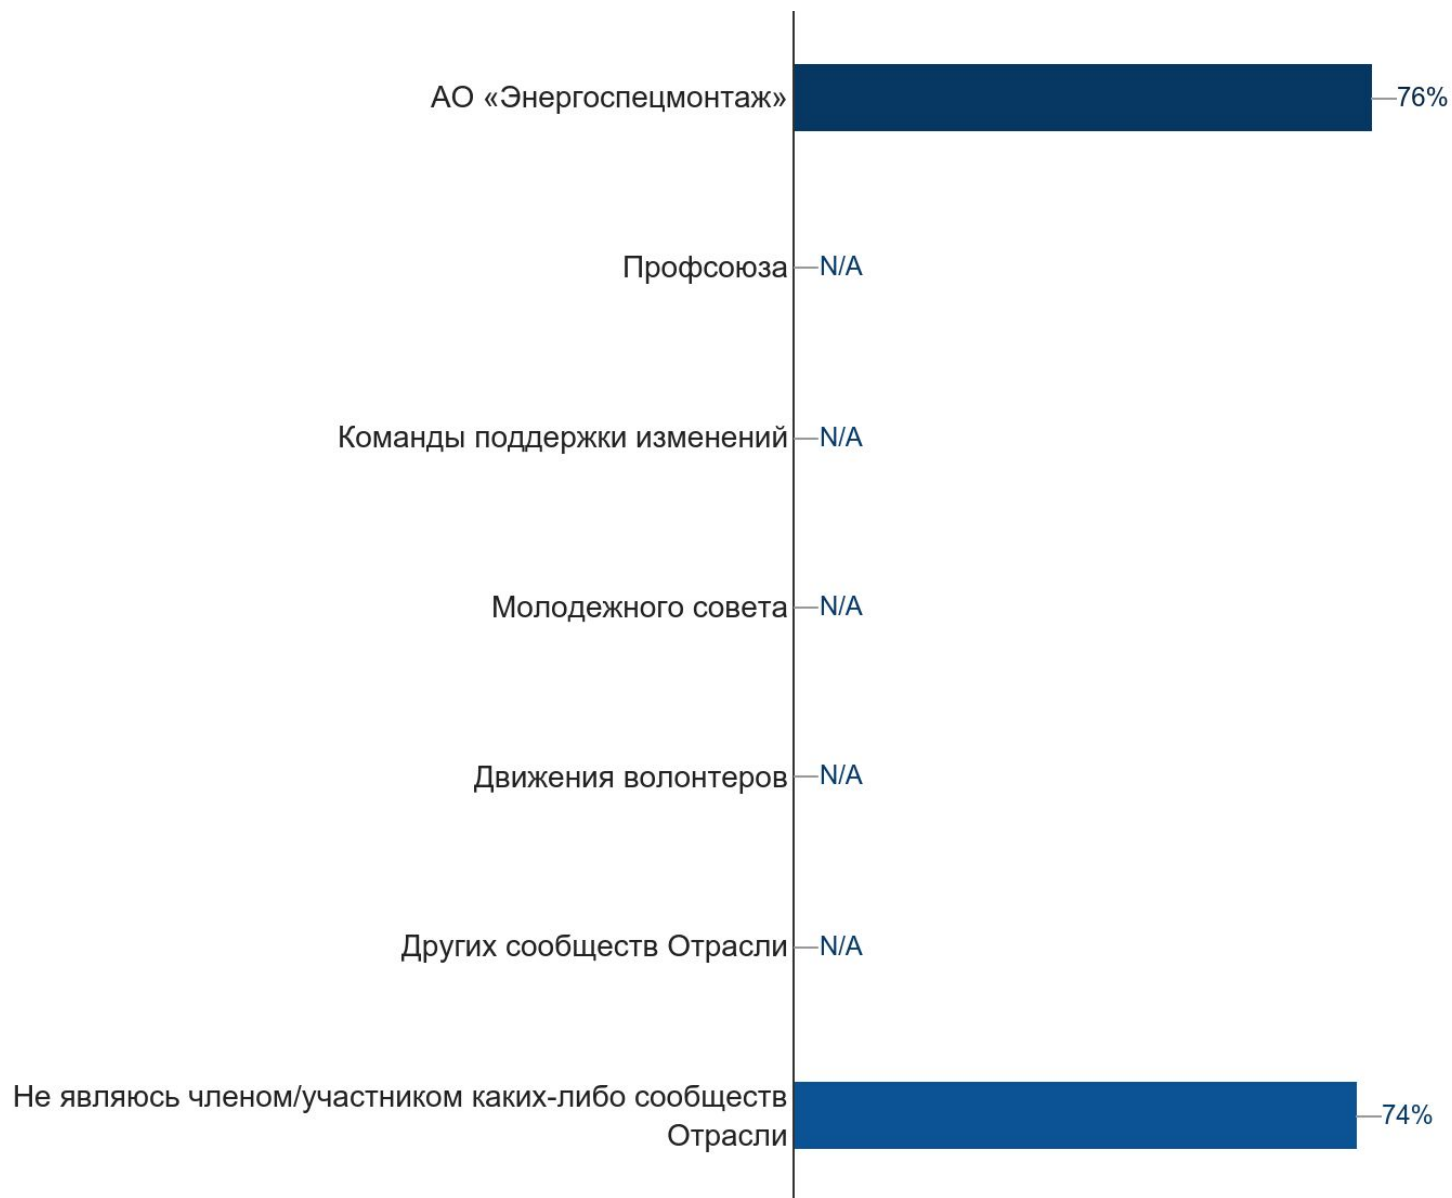 АО «Энергоспецмонтаж»
76%
Профсоюза
N/A
Команды поддержки изменений
N/A
Молодежного совета
N/A
Движения волонтеров
N/A
Других сообществ Отрасли
N/A
Не являюсь членом/участником каких-либо сообществ
Отрасли
74%